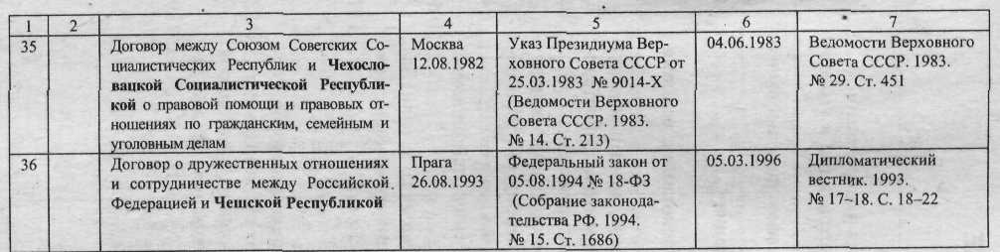 1 2 3 4 5 6 7
35
Договор между Союзом Советских Со-
циалистических Республик и Чехосло-
вацкой Социалистической Республи-
кой о правовой помощи и правовых от-
ношениях по гражданским, семейным и
уголовным делам
Москва
12.08.1982
Указ Президиума Вер-
ховного Совета СССР от
25.03.1983 № 9014-X
(Ведомости Верховного
Совета СССР. 1983.
№ 14. Ст. 213)
04.06.1983
Ведомости Верховного
Совета СССР. 1983.
№ 29. Ст. 451
36
Договор о дружественных отношениях
и сотрудничестве между Российской
Федерацией и Чешской Республикой
Прага
26.08.1993
Федеральный закон от
05.08.1994 № 18-ФЗ
(Собрание законода-
тельства РФ. 1994.
№ 15. Ст. 1686)
05.03.1996
Дипломатический
вестник. 1993.
№ 17–18. С. 18–22